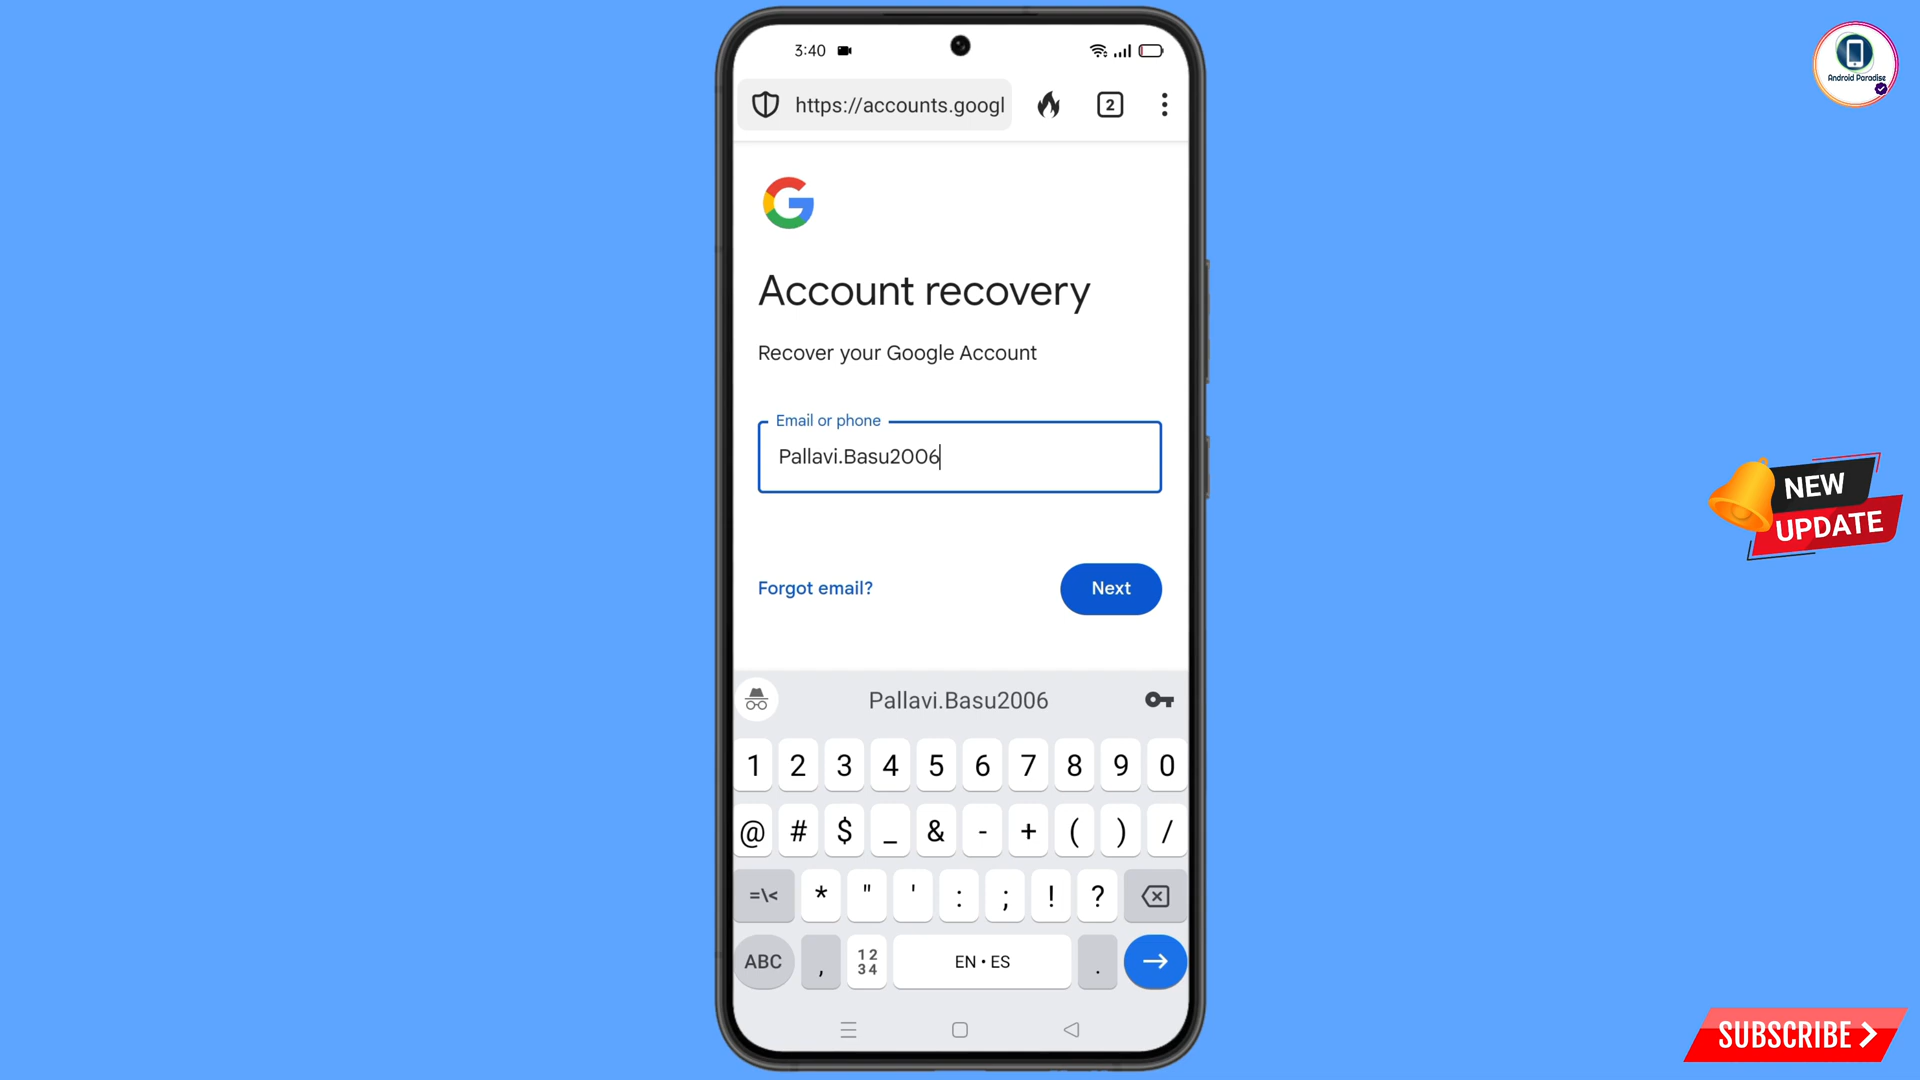 3:40
Android Paradise
https://accounts.googl
2
Account recovery
Recover your Google Account
Email or phone
Pallavi.Basu2006
NEW
UPDATE
Forgot email?
Next
Pallavi.Basu2006
1 2 3 4 5 6 7 8 9 0
@ # $ _ & - + ( ) /
=\< * " ' : ; ! ?
ABC , 12 34 EN • ES .
SUBSCRIBE